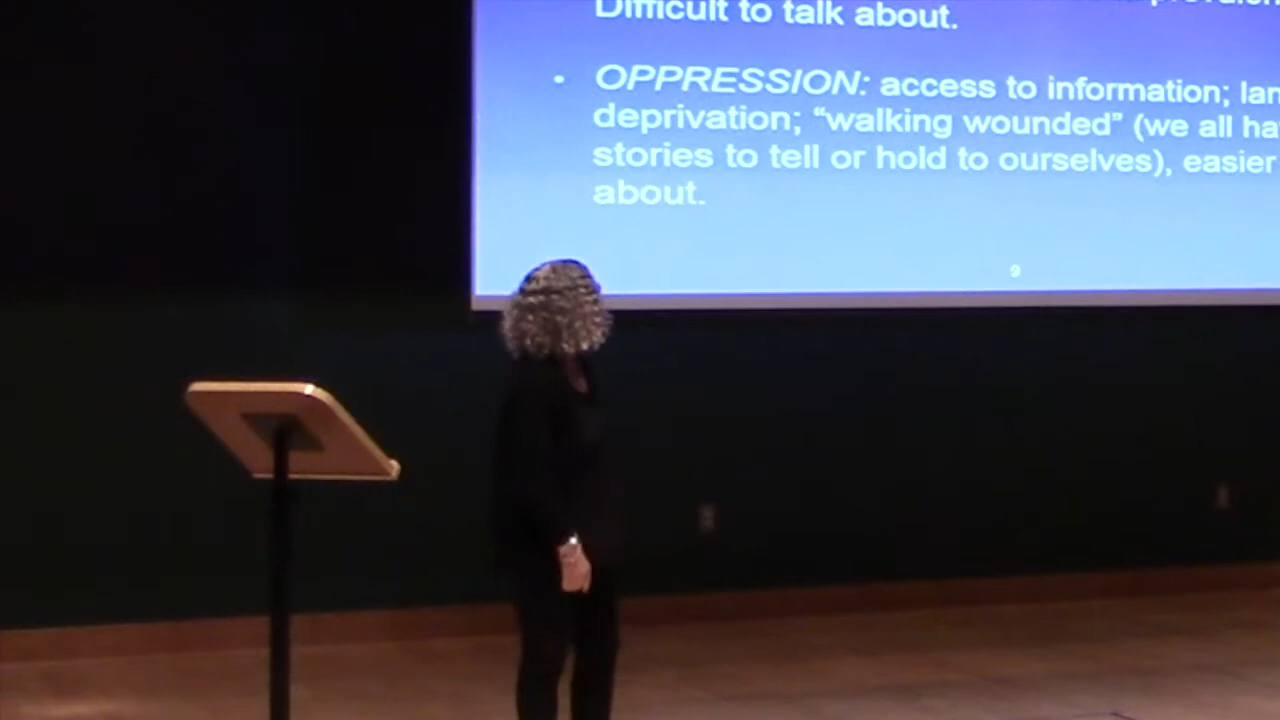 Difficult to talk about.
• OPPRESSION: access to information;
deprivation; “walking wounded” (we all
stories to tell or hold to ourselves), easier
about.
9